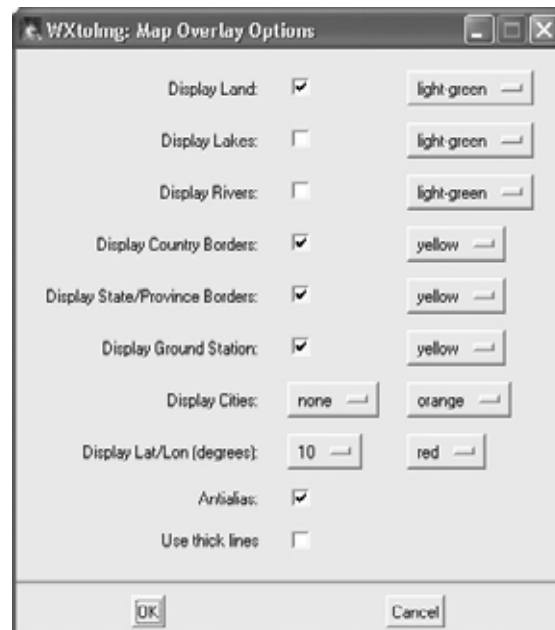 WXtoImg: Map Overlay Options
Display Land: light-green
Display Lakes: light-green
Display Rivers: light-green
Display Country Borders: yellow
Display State/Province Borders: yellow
Display Ground Station: yellow
Display Cities: none orange
Display Lat/Lon (degrees): 10 red
Antialias:
Use thick lines
OK Cancel